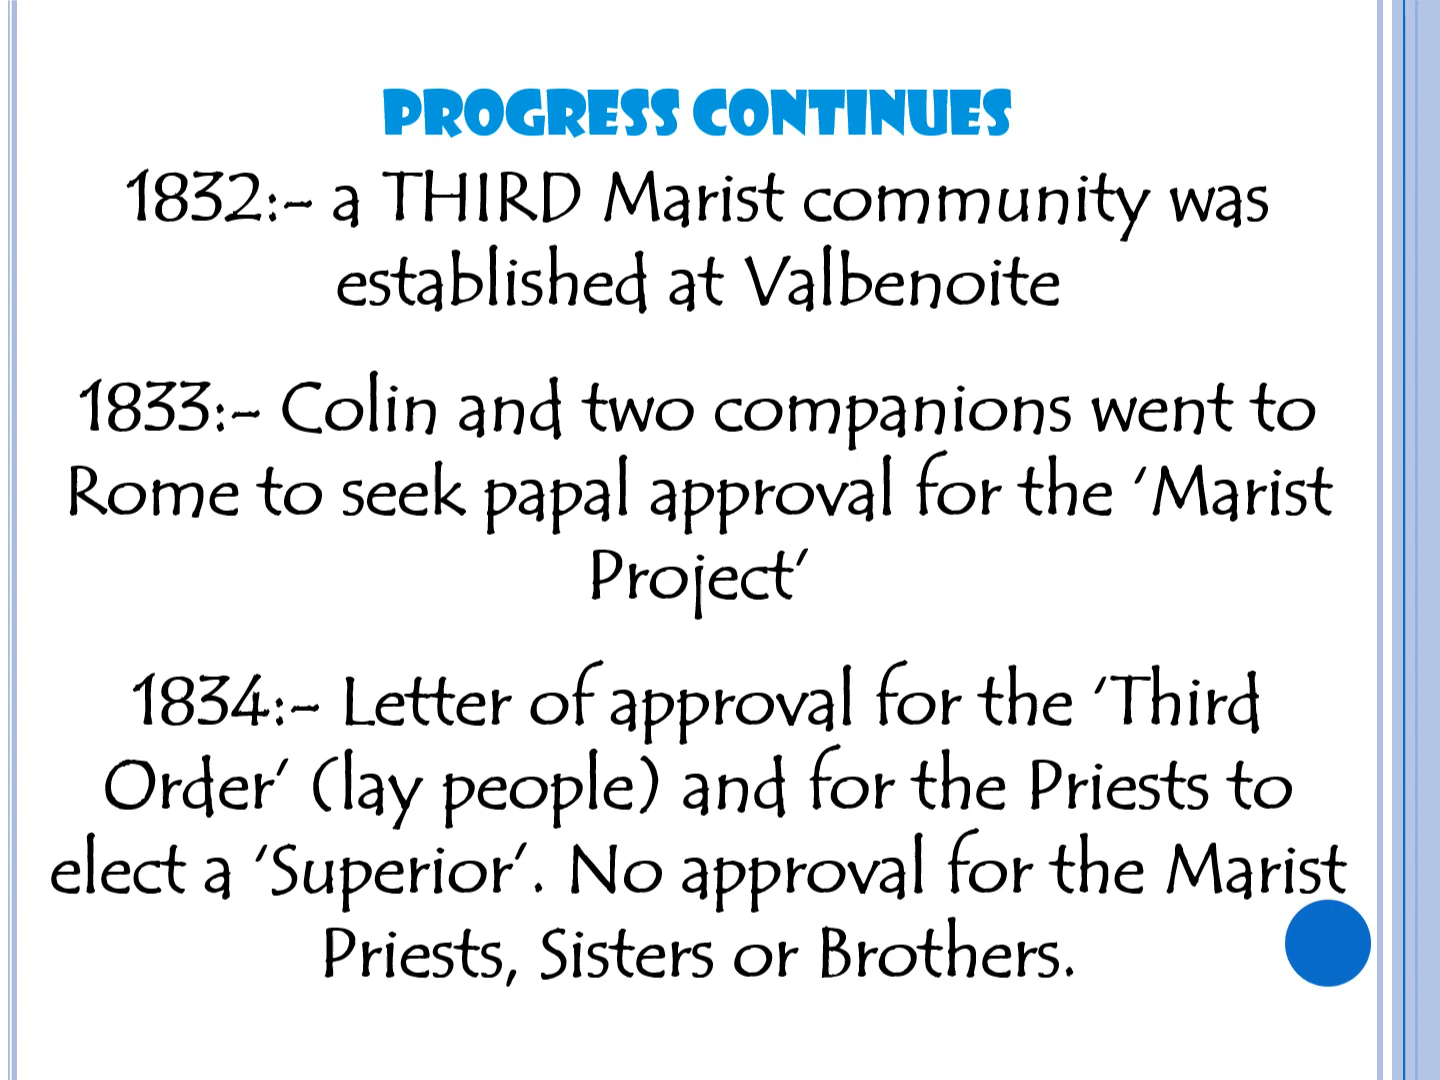 PROGRESS CONTINUES
1832:- a THIRD Marist community was
established at Valbenoite
1833:- Colin and two companions went to
Rome to seek papal approval for the ‘Marist
Project’
1834:- Letter of approval for the ‘Third
Order’ (lay people) and for the Priests to
elect a ‘Superior’. No approval for the Marist
Priests, Sisters or Brothers.